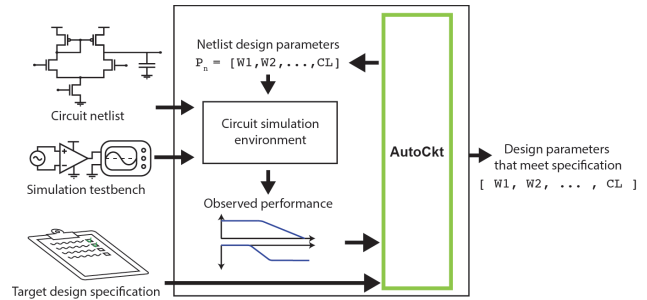 Netlist design parameters
Pn = [W1,W2,...,CL]
Circuit netlist
Circuit simulation
environment
AutoCkt
Simulation testbench
Design parameters
that meet specification
[ W1, W2, ... , CL ]
Observed performance
Target design specification